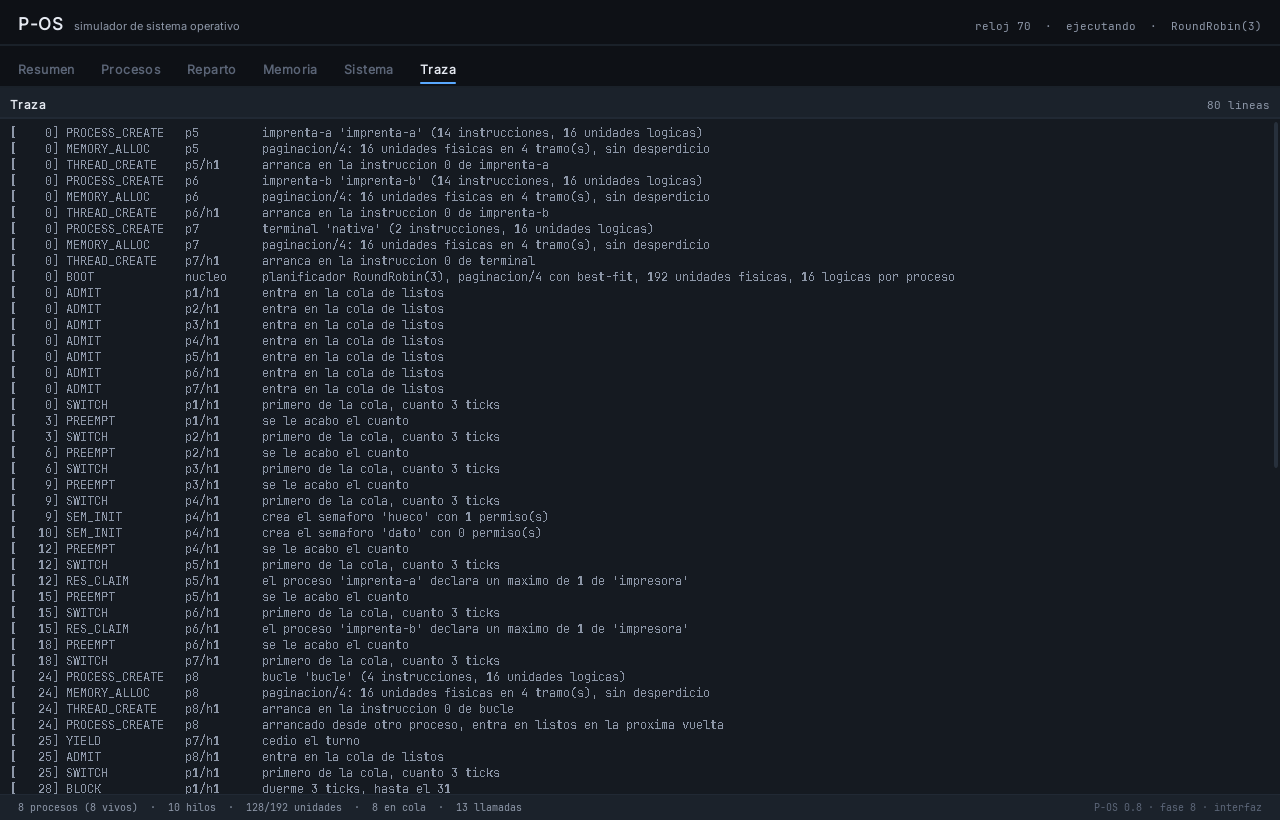 P-OS simulador de sistema operativo reloj 70 · ejecutando · RoundRobin(3)
Resumen Procesos Reparto Memoria Sistema Traza
Traza 80 lineas
[ 0] PROCESS_CREATE p5 imprenta-a 'imprenta-a' (14 instrucciones, 16 unidades logicas)
[ 0] MEMORY_ALLOC p5 paginacion/4: 16 unidades fisicas en 4 tramo(s), sin desperdicio
[ 0] THREAD_CREATE p5/h1 arranca en la instruccion 0 de imprenta-a
[ 0] PROCESS_CREATE p6 imprenta-b 'imprenta-b' (14 instrucciones, 16 unidades logicas)
[ 0] MEMORY_ALLOC p6 paginacion/4: 16 unidades fisicas en 4 tramo(s), sin desperdicio
[ 0] THREAD_CREATE p6/h1 arranca en la instruccion 0 de imprenta-b
[ 0] PROCESS_CREATE p7 terminal 'nativa' (2 instrucciones, 16 unidades logicas)
[ 0] MEMORY_ALLOC p7 paginacion/4: 16 unidades fisicas en 4 tramo(s), sin desperdicio
[ 0] THREAD_CREATE p7/h1 arranca en la instruccion 0 de terminal
[ 0] BOOT nucleo planificador RoundRobin(3), paginacion/4 con best-fit, 192 unidades fisicas, 16 logicas por proceso
[ 0] ADMIT p1/h1 entra en la cola de listos
[ 0] ADMIT p2/h1 entra en la cola de listos
[ 0] ADMIT p3/h1 entra en la cola de listos
[ 0] ADMIT p4/h1 entra en la cola de listos
[ 0] ADMIT p5/h1 entra en la cola de listos
[ 0] ADMIT p6/h1 entra en la cola de listos
[ 0] ADMIT p7/h1 entra en la cola de listos
[ 0] SWITCH p1/h1 primero de la cola, cuanto 3 ticks
[ 3] PREEMPT p1/h1 se le acabo el cuanto
[ 3] SWITCH p2/h1 primero de la cola, cuanto 3 ticks
[ 6] PREEMPT p2/h1 se le acabo el cuanto
[ 6] SWITCH p3/h1 primero de la cola, cuanto 3 ticks
[ 9] PREEMPT p3/h1 se le acabo el cuanto
[ 9] SWITCH p4/h1 primero de la cola, cuanto 3 ticks
[ 9] SEM_INIT p4/h1 crea el semaforo 'hueco' con 1 permiso(s)
[ 10] SEM_INIT p4/h1 crea el semaforo 'dato' con 0 permiso(s)
[ 12] PREEMPT p4/h1 se le acabo el cuanto
[ 12] SWITCH p5/h1 primero de la cola, cuanto 3 ticks
[ 12] RES_CLAIM p5/h1 el proceso 'imprenta-a' declara un maximo de 1 de 'impresora'
[ 15] PREEMPT p5/h1 se le acabo el cuanto
[ 15] SWITCH p6/h1 primero de la cola, cuanto 3 ticks
[ 15] RES_CLAIM p6/h1 el proceso 'imprenta-b' declara un maximo de 1 de 'impresora'
[ 18] PREEMPT p6/h1 se le acabo el cuanto
[ 18] SWITCH p7/h1 primero de la cola, cuanto 3 ticks
[ 24] PROCESS_CREATE p8 bucle 'bucle' (4 instrucciones, 16 unidades logicas)
[ 24] MEMORY_ALLOC p8 paginacion/4: 16 unidades fisicas en 4 tramo(s), sin desperdicio
[ 24] THREAD_CREATE p8/h1 arranca en la instruccion 0 de bucle
[ 24] PROCESS_CREATE p8 arrancado desde otro proceso, entra en listos en la proxima vuelta
[ 25] YIELD p7/h1 cedio el turno
[ 25] ADMIT p8/h1 entra en la cola de listos
[ 25] SWITCH p1/h1 primero de la cola, cuanto 3 ticks
[ 28] BLOCK p1/h1 duerme 3 ticks, hasta el 31
8 procesos (8 vivos) · 10 hilos · 128/192 unidades · 8 en cola · 13 llamadas P-OS 0.8 · fase 8 · interfaz